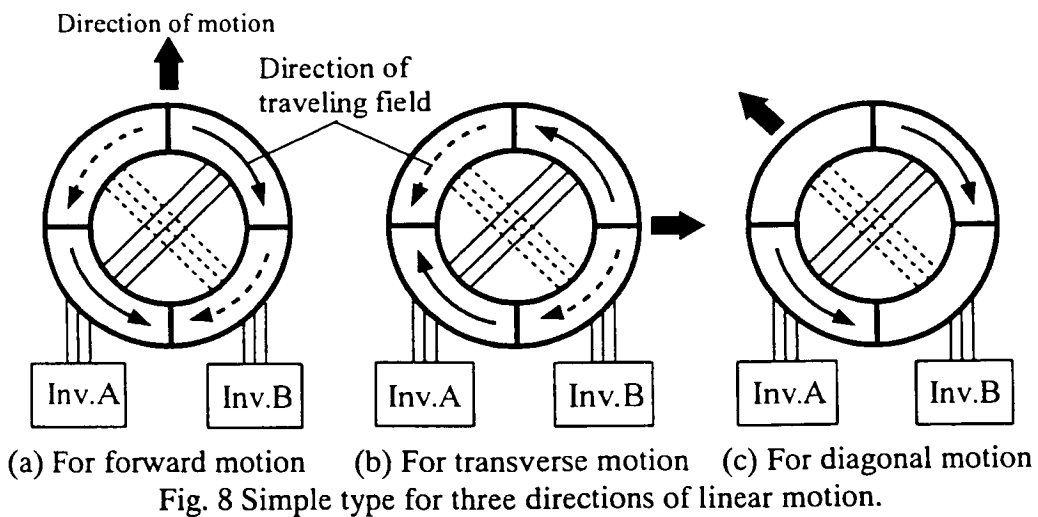 Direction of motion
Direction of
traveling field
Inv.A
Inv.B
Inv.A
Inv.B
Inv.A
Inv.B
(a) For forward motion
(b) For transverse motion
(c) For diagonal motion
Fig. 8 Simple type for three directions of linear motion.